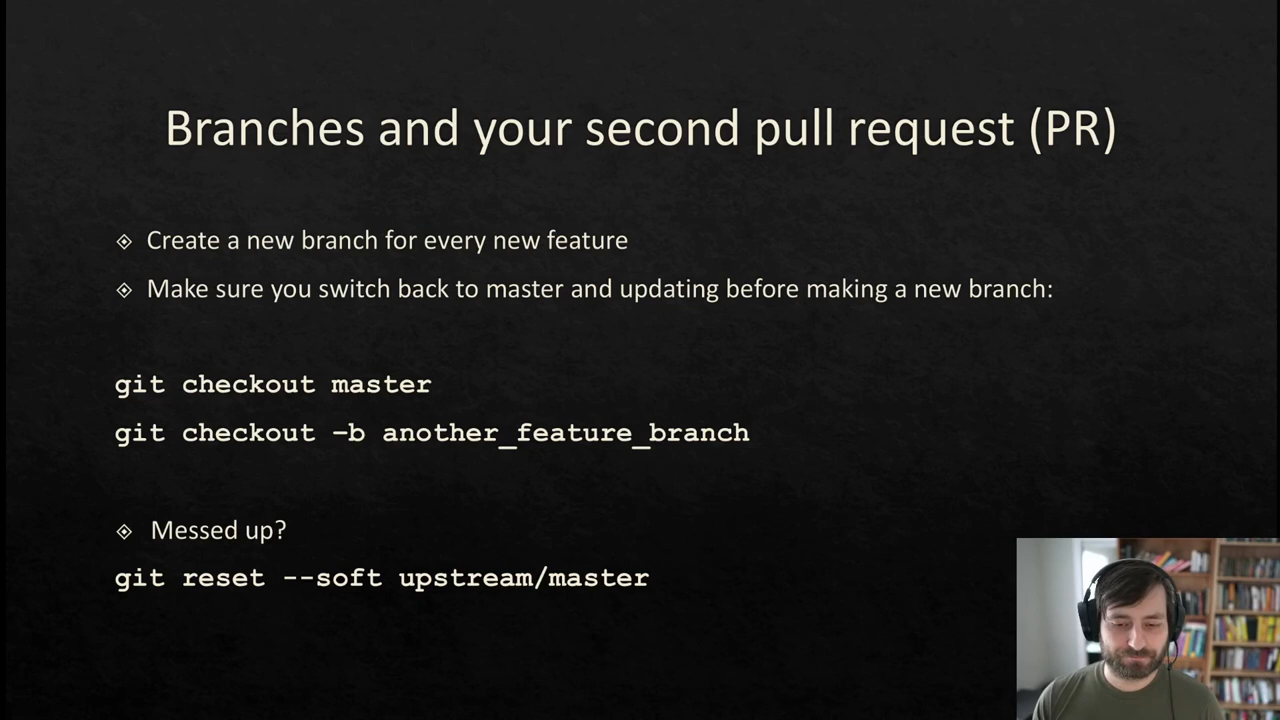 Branches and your second pull request (PR)
Create a new branch for every new feature
Make sure you switch back to master and updating before making a new branch:
git checkout master
git checkout –b another_feature_branch
Messed up?
git reset --soft upstream/master